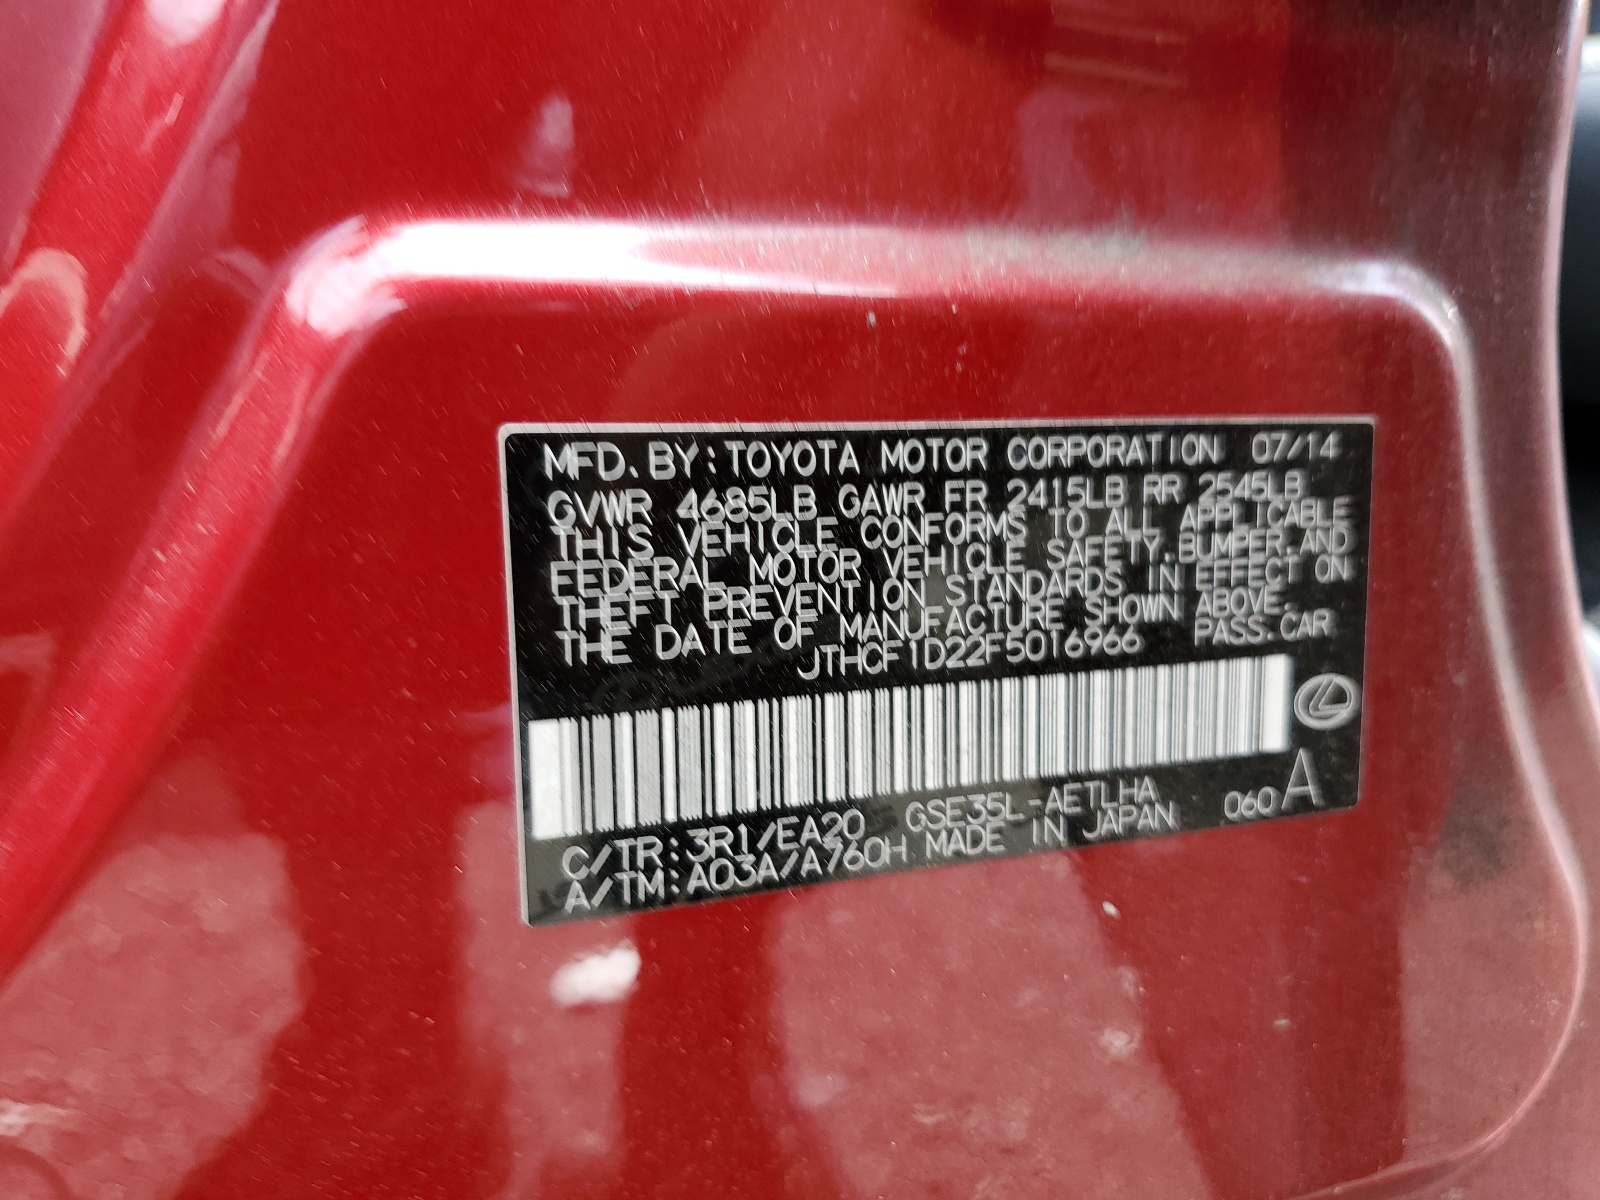 MFD. BY: TOYOTA MOTOR CORPORATION 07/14
GVWR 4685LB GAWR FR 2415LB RR 2545LB
THIS VEHICLE CONFORMS TO ALL APPLICABLE
FEDERAL MOTOR VEHICLE SAFETY, BUMPER, AND
THEFT PREVENTION STANDARDS IN EFFECT ON
THE DATE OF MANUFACTURE SHOWN ABOVE.
JTHCF1D22F5016966 PASS. CAR
C/TR: 3R1/EA20 GSE35L-AETLHA
A/TM: A03A/A760H MADE IN JAPAN 060 A